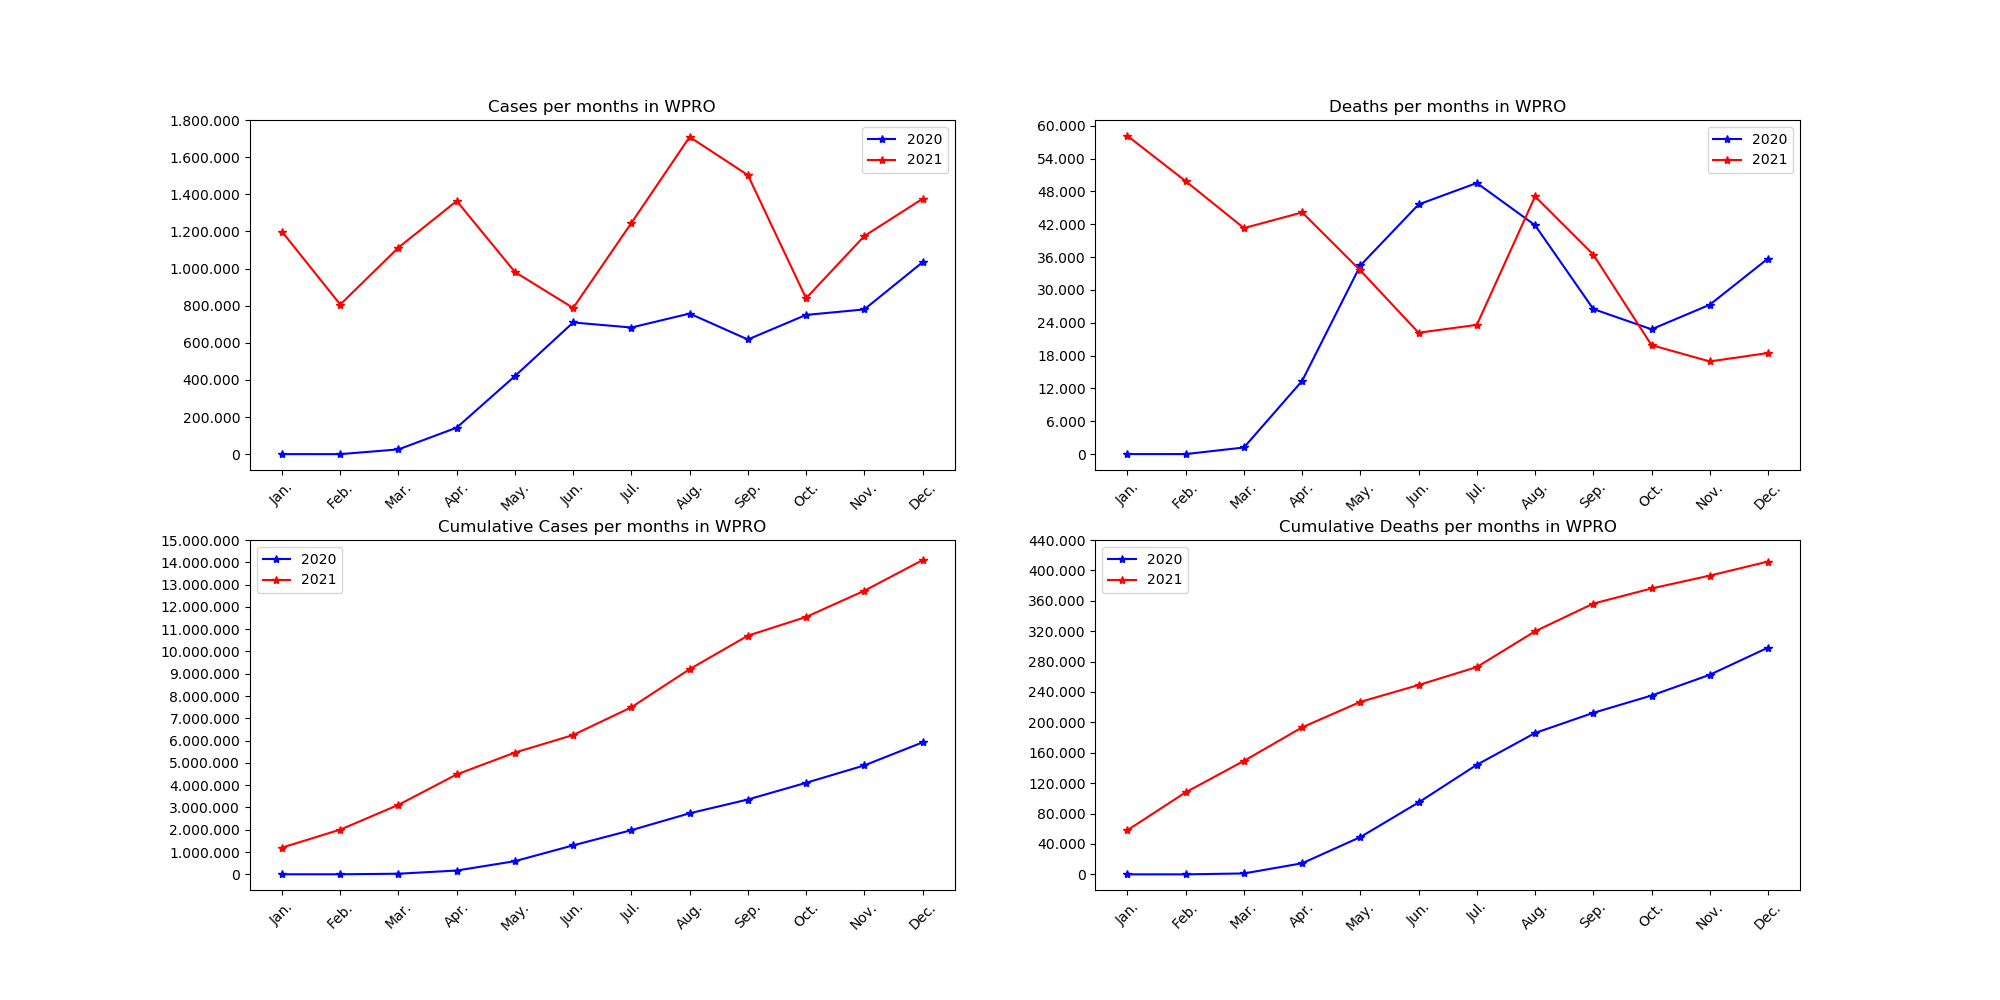 Cases per months in WPRO
1.800.000
1.600.000
1.400.000
1.200.000
1.000.000
800.000
600.000
400.000
200.000
0
Jan.
Feb.
Mar.
Apr.
May.
Jun.
Jul.
Aug.
Sep.
Oct.
Nov.
Dec.
2020
2021
Deaths per months in WPRO
60.000
54.000
48.000
42.000
36.000
30.000
24.000
18.000
12.000
6.000
0
Jan.
Feb.
Mar.
Apr.
May.
Jun.
Jul.
Aug.
Sep.
Oct.
Nov.
Dec.
2020
2021
Cumulative Cases per months in WPRO
15.000.000
14.000.000
13.000.000
12.000.000
11.000.000
10.000.000
9.000.000
8.000.000
7.000.000
6.000.000
5.000.000
4.000.000
3.000.000
2.000.000
1.000.000
0
Jan.
Feb.
Mar.
Apr.
May.
Jun.
Jul.
Aug.
Sep.
Oct.
Nov.
Dec.
2020
2021
Cumulative Deaths per months in WPRO
440.000
400.000
360.000
320.000
280.000
240.000
200.000
160.000
120.000
80.000
40.000
0
Jan.
Feb.
Mar.
Apr.
May.
Jun.
Jul.
Aug.
Sep.
Oct.
Nov.
Dec.
2020
2021